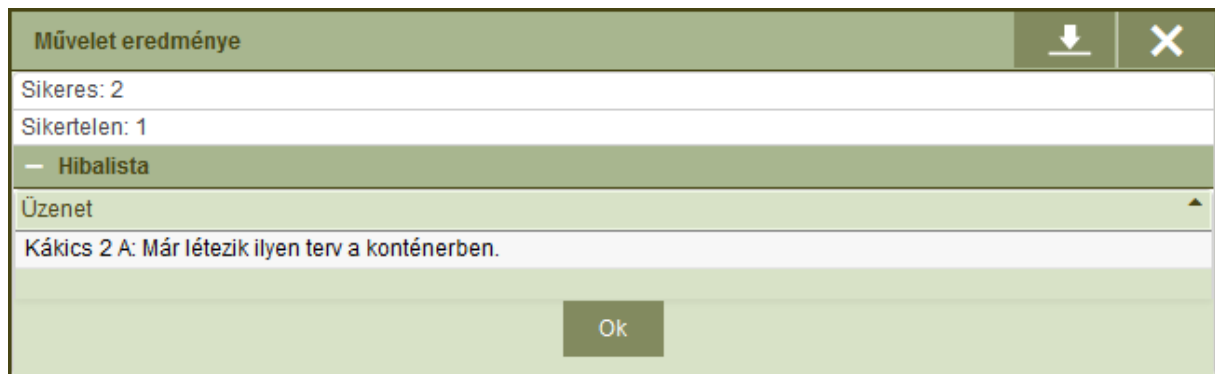 Művelet eredménye
Sikeres: 2
Sikertelen: 1
Hibalista
Üzenet
Kákics 2 A: Már létezik ilyen terv a konténerben.
Ok